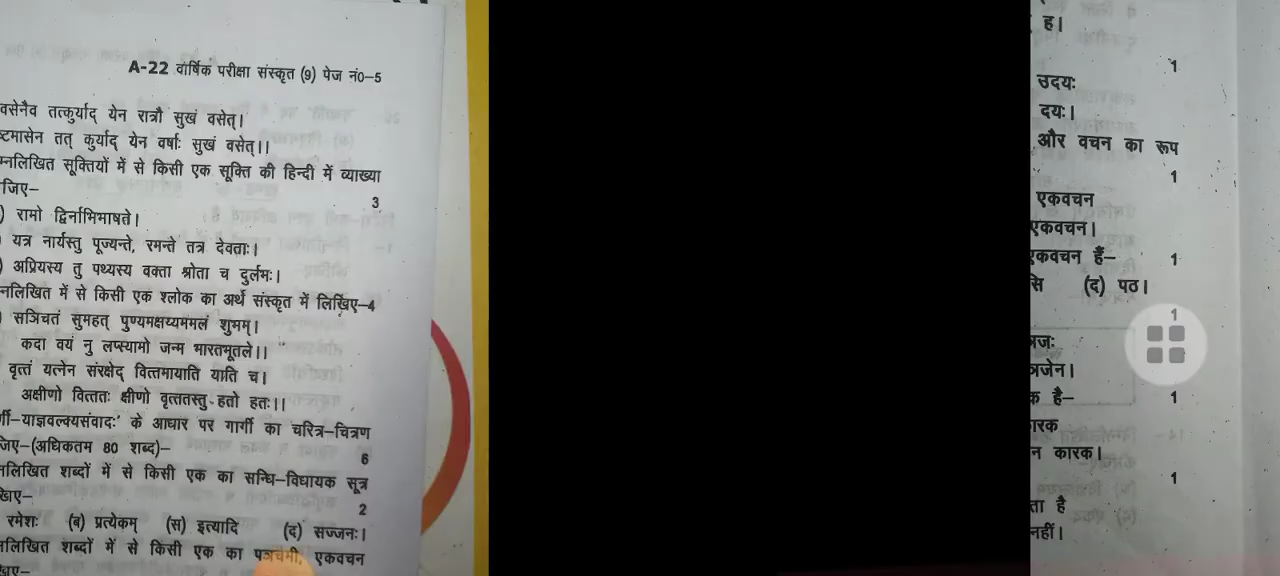 A-22 वार्षिक परीक्षा संस्कृत (9) पेज नं0-5
वसेनैव तत्कुर्याद् येन रात्रौ सुखं वसेत्।
ष्टमासेन तत् कुर्याद् येन वर्षाः सुखं वसेत्।।
म्नलिखित सूक्तियों में से किसी एक सूक्ति की हिन्दी में व्याख्या
जिए- 3
) रामो द्विर्नाभिभाषते।
यत्र नार्यस्तु पूज्यन्ते, रमन्ते तत्र देवताः।
) अप्रियस्य तु पथ्यस्य वक्ता श्रोता च दुर्लभः।
नलिखित में से किसी एक श्लोक का अर्थ संस्कृत में लिखिए-4
) सञिचतं सुमहत् पुण्यमक्षय्यममलं शुभम्।
कदा वयं नु लप्स्यामो जन्म भारतभूतले।।
वृत्तं यत्नेन संरक्षेद् वित्तमायाति याति च।
अक्षीणो वित्ततः क्षीणो वृत्ततस्तु हतो हतः।।
र्गी-याज्ञवल्क्यसंवादः' के आधार पर गार्गी का चरित्र-चित्रण
जिए-(अधिकतम 80 शब्द)- 6
नलिखित शब्दों में से किसी एक का सन्धि-विधायक सूत्र
खिए- 2
रमेशः (ब) प्रत्येकम् (स) इत्यादि (द) सज्जनः।
नलिखित शब्दों में से किसी एक का पञ्चमी, एकवचन
खिए-
ह।
1
उदयः
दयः।
और वचन का रूप
1
एकवचन
एकवचन।
एकवचन हैं- 1
सि (द) पठ।
1
त्रजः
त्रजेन।
क है- 1
ारक
न कारक।
1
ता है
नहीं।